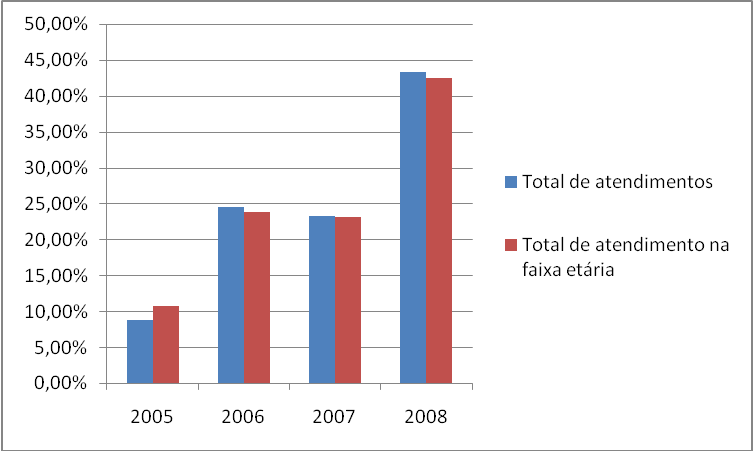 50,00%
45,00%
40,00%
35,00%
30,00%
25,00%
20,00%
15,00%
10,00%
5,00%
0,00%
2005 2006 2007 2008
Total de atendimentos
Total de atendimento na
faixa etária